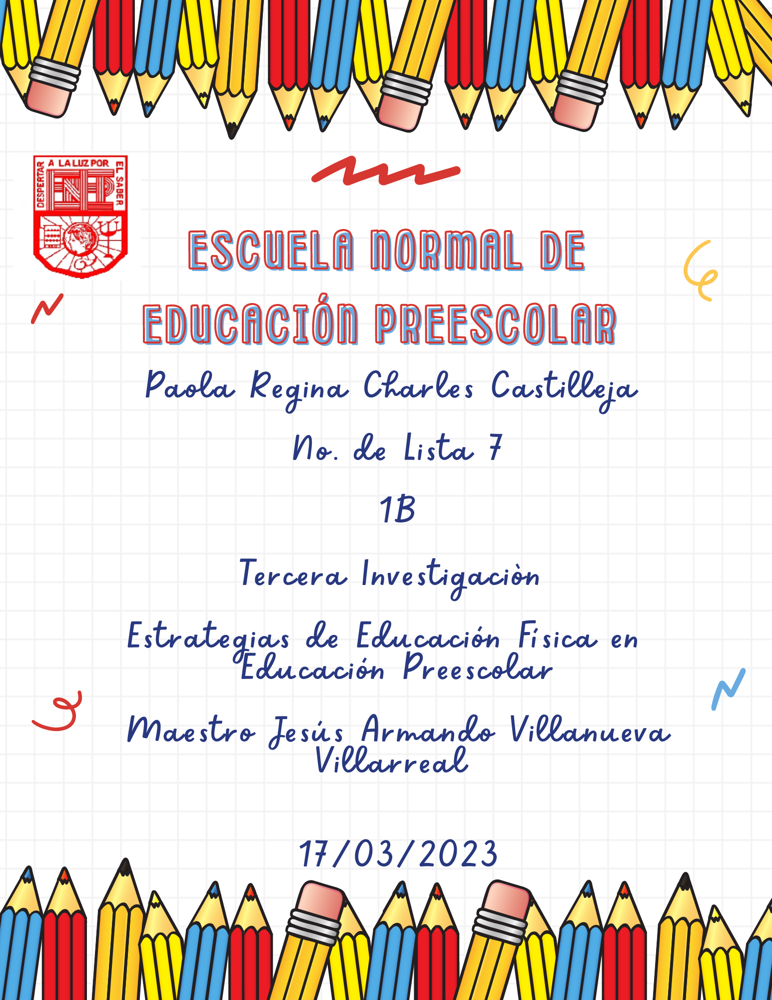 DESPERTAR A LA LUZ POR EL SABER
ENEP
ESCUELA NORMAL DE
EDUCACIÓN PREESCOLAR
Paola Regina Charles Castilleja
No. de Lista 7
1B
Tercera Investigaciòn
Estrategias de Educación Física en
Educación Preescolar
Maestro Jesús Armando Villanueva
Villarreal
17/03/2023